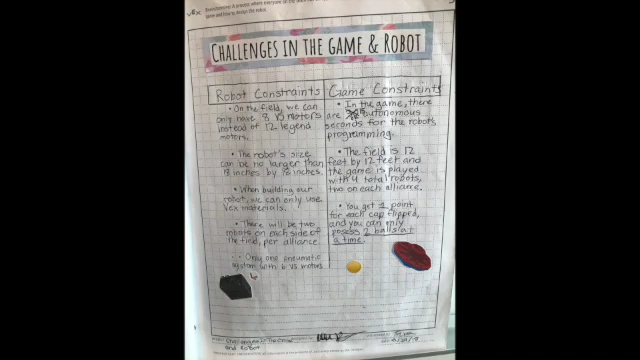 VEX
CHALLENGES IN THE GAME & ROBOT
Robot Constraints
• On the field, we can
only have 8 V5 motors
instead of 12 legend
motors.
• The robot's size
can be no larger than
18 inches by 18 inches.
• When building our
robot, we can only use
Vex materials.
• There will be two
robots on each side of
the field, per alliance.
• Only one pneumatic
system with 6 V5 motors
Game Constraints
• In the game, there
are 15 autonomous
seconds for the robots
programming.
• The field is 12
feet by 12 feet and
the game is played
with 4 total robots,
two on each alliance.
• You get 1 point
for each cap flipped,
and you can only
posess 2 balls at
a time.
and Robot